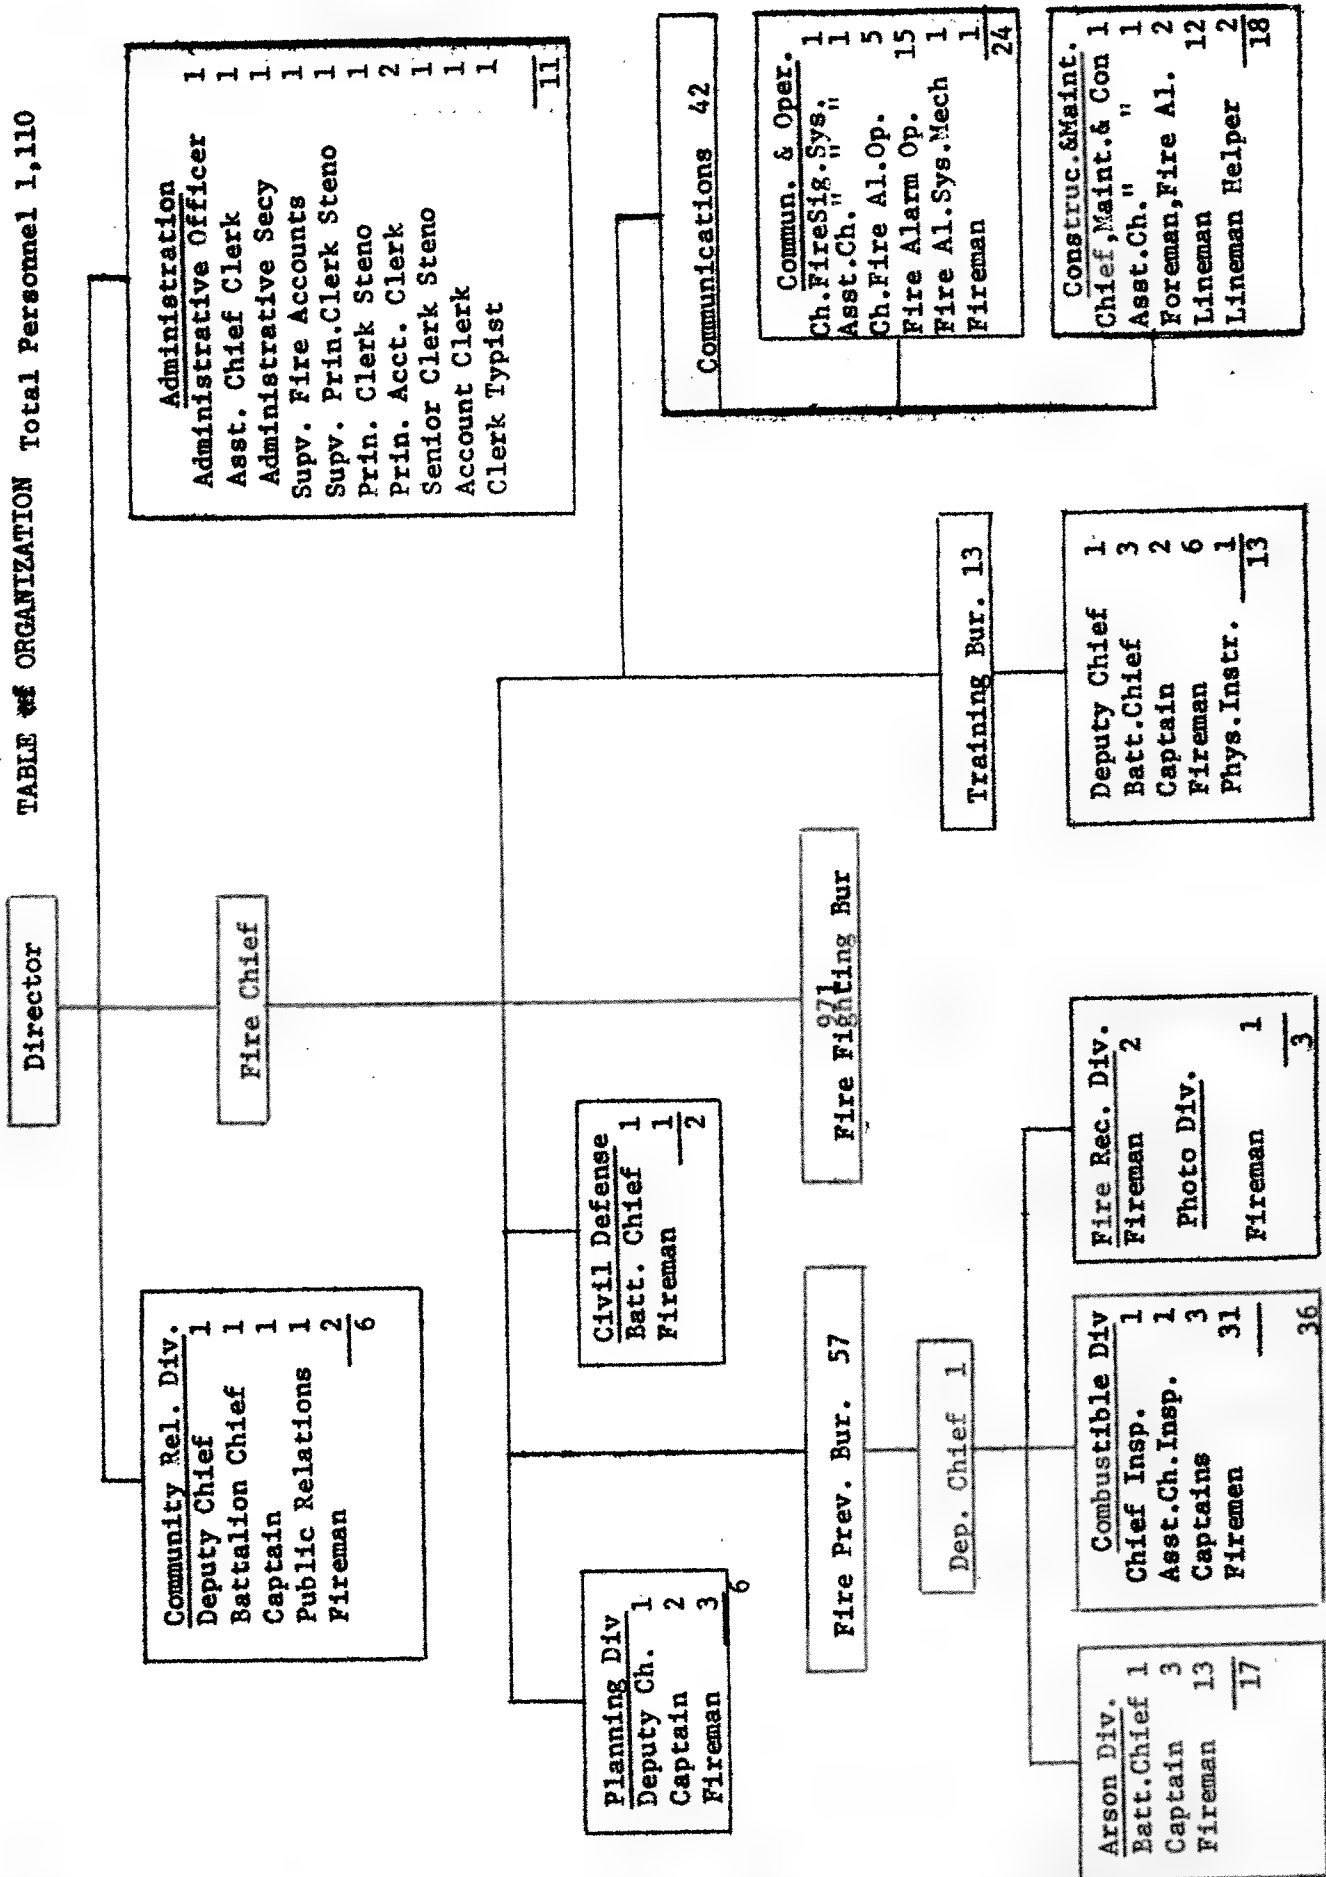 TABLE of ORGANIZATION Total Personnel 1,110
Director
Fire Chief
Community Rel. Div.
Deputy Chief 1
Battalion Chief 1
Captain 1
Public Relations 1
Fireman 2
6
Administration
Administrative Officer 1
Asst. Chief Clerk 1
Administrative Secy 1
Supv. Fire Accounts 1
Supv. Prin.Clerk Steno 1
Prin. Clerk Steno 1
Prin. Acct. Clerk 2
Senior Clerk Steno 1
Account Clerk 1
Clerk Typist 1
11
Planning Div
Deputy Ch. 1
Captain 2
Fireman 3
6
Civil Defense
Batt. Chief 1
Fireman 1
2
Communications 42
Commun. & Oper.
Ch.FireSig.Sys. 1
Asst.Ch. " " 1
Ch.Fire Al.Op. 5
Fire Alarm Op. 15
Fire Al.Sys.Mech 1
Fireman 1
24
Construc.&Maint.
Chief,Maint.& Con 1
Asst.Ch." " 1
Foreman,Fire Al. 2
Lineman 12
Lineman Helper 2
18
Fire Prev. Bur. 57
971
Fire Fighting Bur
Training Bur. 13
Deputy Chief 1
Batt.Chief 3
Captain 2
Fireman 6
Phys.Instr. 1
13
Dep. Chief 1
Arson Div.
Batt.Chief 1
Captain 3
Fireman 13
17
Combustible Div
Chief Insp. 1
Asst.Ch.Insp. 1
Captains 3
Firemen 31
36
Fire Rec. Div.
Fireman 2
Photo Div.
Fireman 1
3